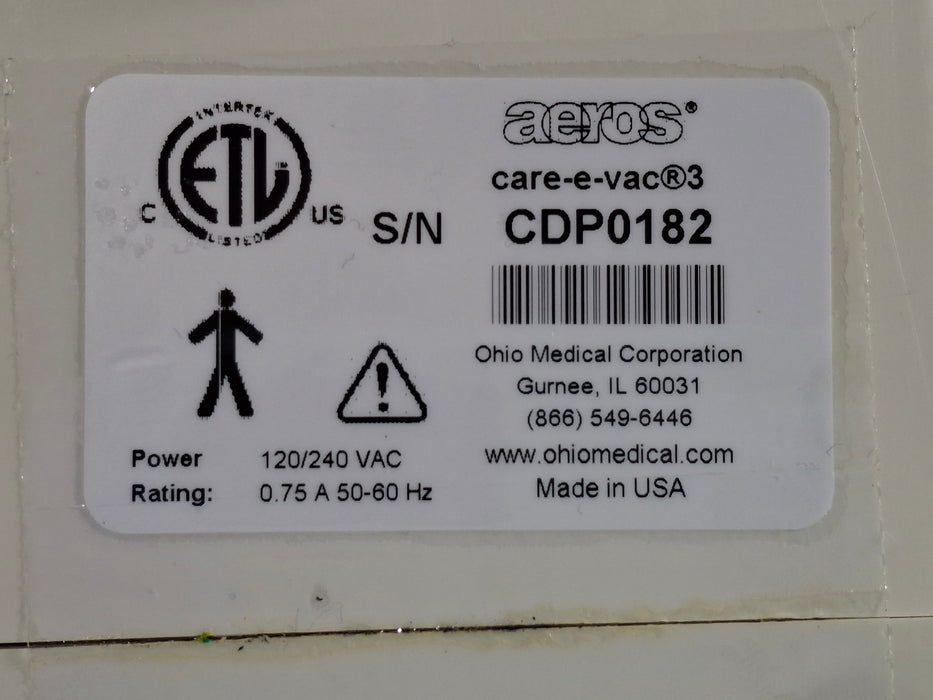 INTERTEK
ETL
LISTED
C
US
aeros®
care-e-vac®3
S/N CDP0182
Ohio Medical Corporation
Gurnee, IL 60031
(866) 549-6446
www.ohiomedical.com
Made in USA
Power 120/240 VAC
Rating: 0.75 A 50-60 Hz